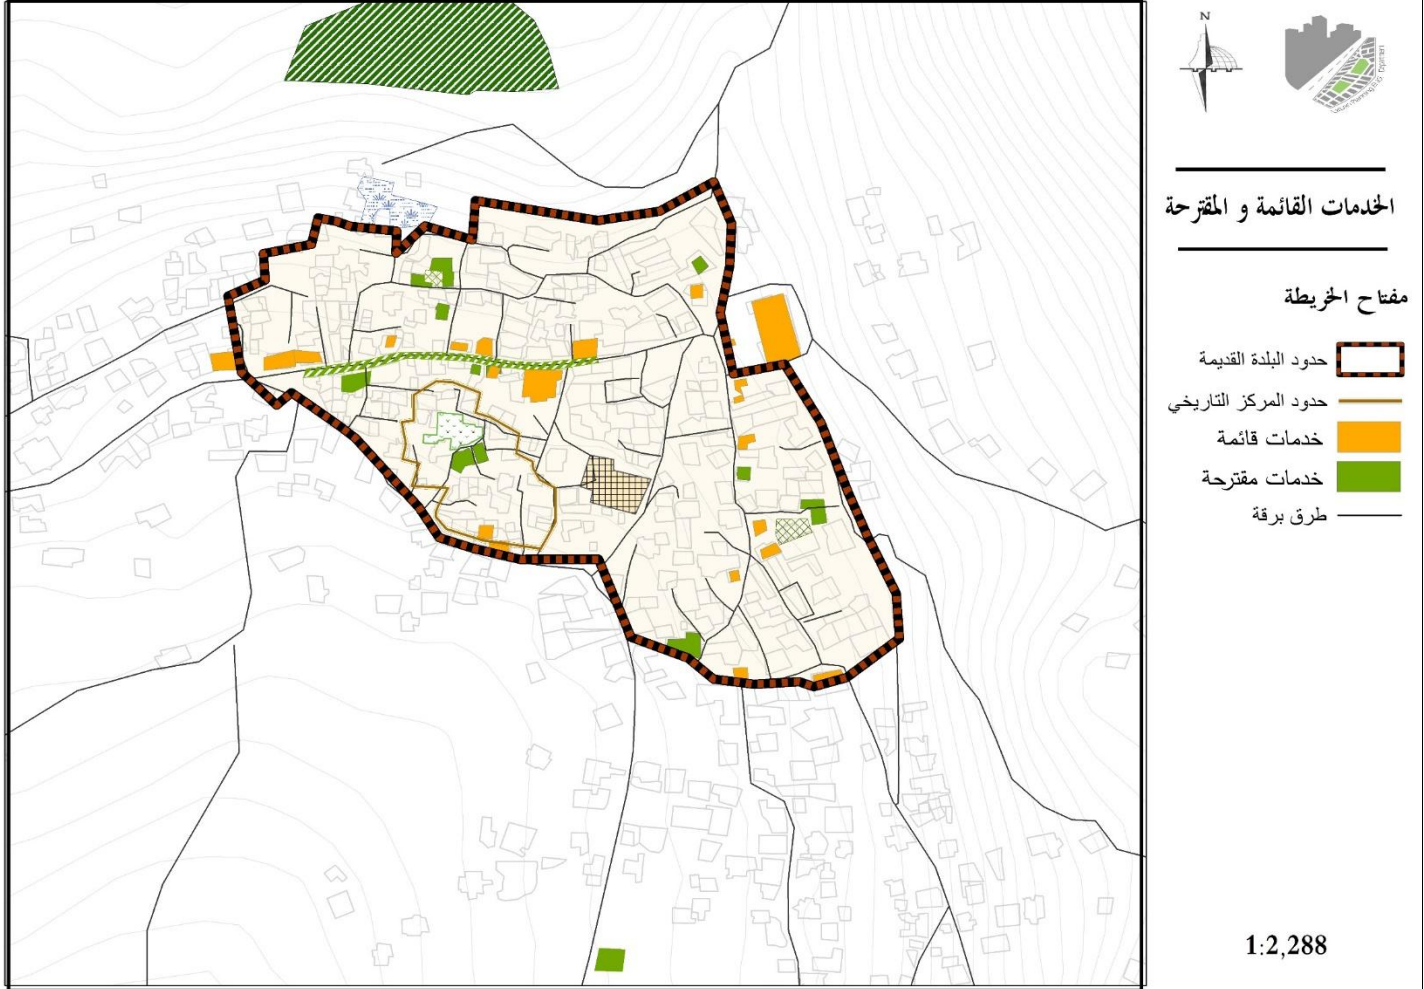 N
الخدمات القائمة و المقترحة
مفتاح الخريطة
حدود البلدة القديمة
حدود المركز التاريخي
خدمات قائمة
خدمات مقترحة
طرق برقة
1:2,288